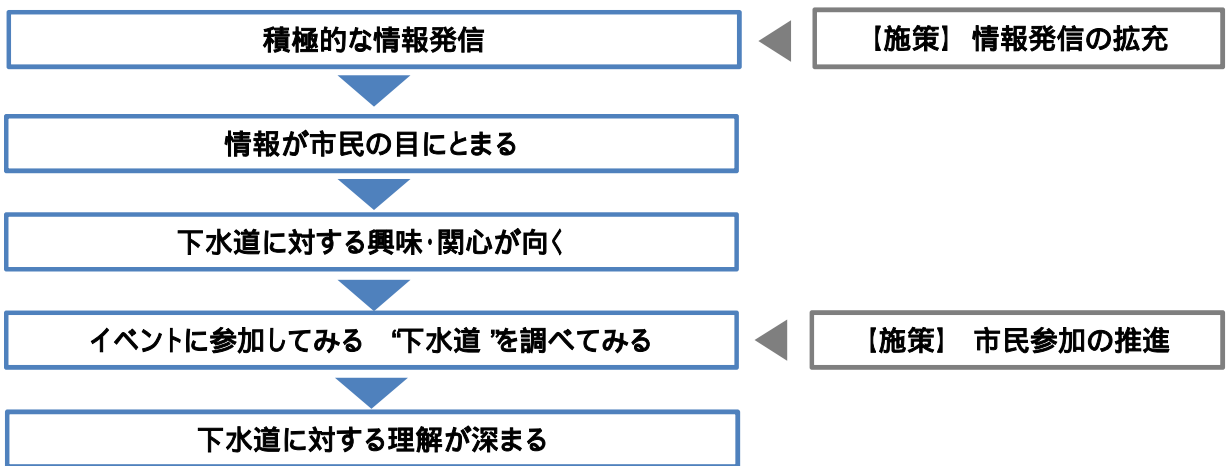 積極的な情報発信
【施策】 情報発信の拡充
情報が市民の目にとまる
下水道に対する興味・関心が向く
イベントに参加してみる “下水道”を調べてみる
【施策】 市民参加の推進
下水道に対する理解が深まる